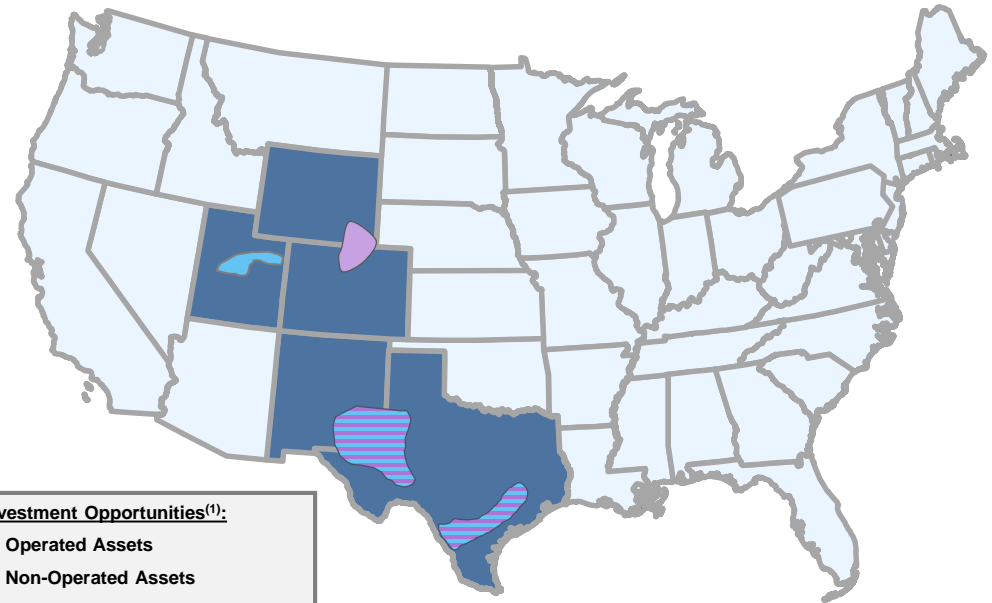 vestment Opportunities(1):
Operated Assets
Non-Operated Assets